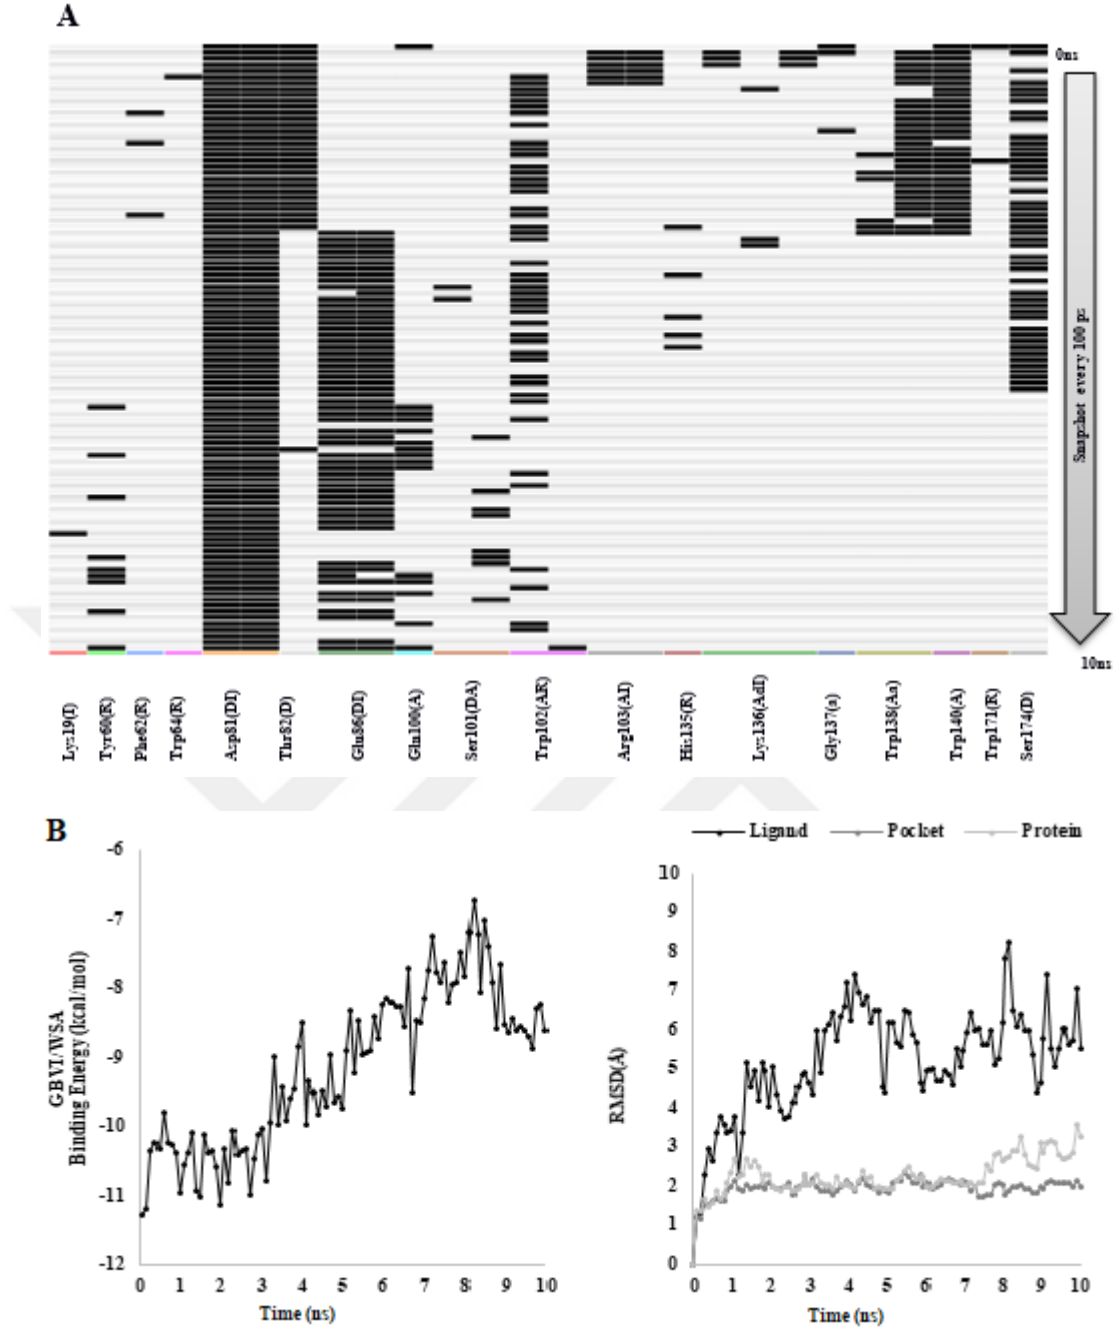 A
0ns
Snapshot every 100 ps
10ns
Lys19(I)
Tyr60(R)
Phe62(R)
Trp64(R)
Asp81(DI)
Thr82(D)
Glu86(DI)
Gln100(A)
Ser101(DA)
Trp102(AR)
Arg103(AI)
His135(R)
Lys136(AdI)
Gly137(a)
Trp138(Aa)
Trp140(A)
Trp171(R)
Ser174(D)
B
Ligand Pocket Protein
GBVI/WSA
Binding Energy (kcal/mol)
-6
-7
-8
-9
-10
-11
-12
0 1 2 3 4 5 6 7 8 9 10
Time (ns)
RMSD(Å)
10
9
8
7
6
5
4
3
2
1
0
0 1 2 3 4 5 6 7 8 9 10
Time (ns)